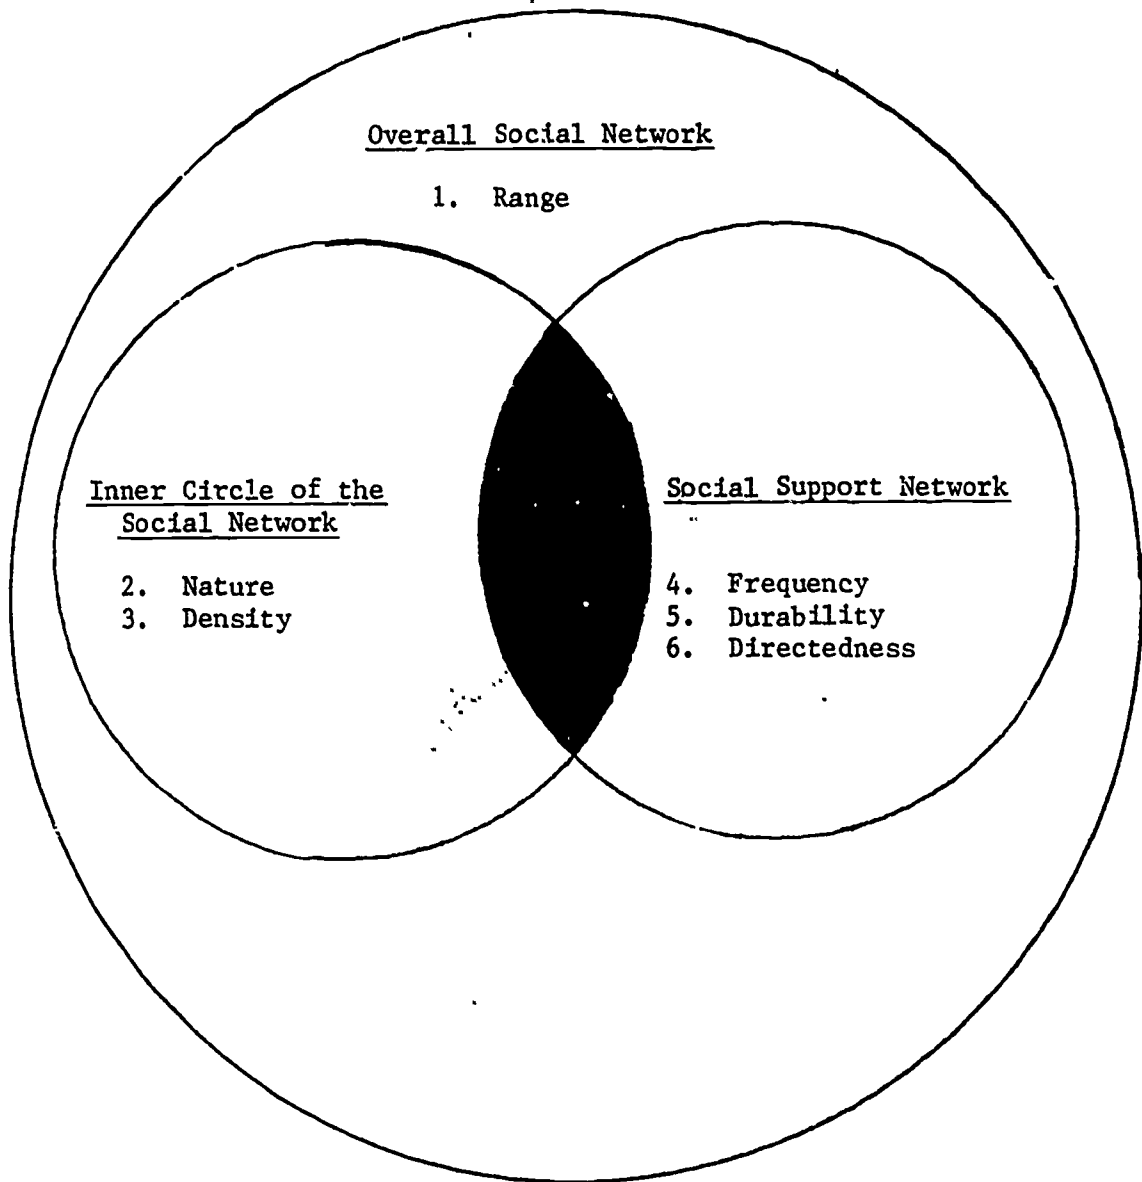 Overall Social Network
1. Range
Inner Circle of the
Social Network
2. Nature
3. Density
Social Support Network
4. Frequency
5. Durability
6. Directedness